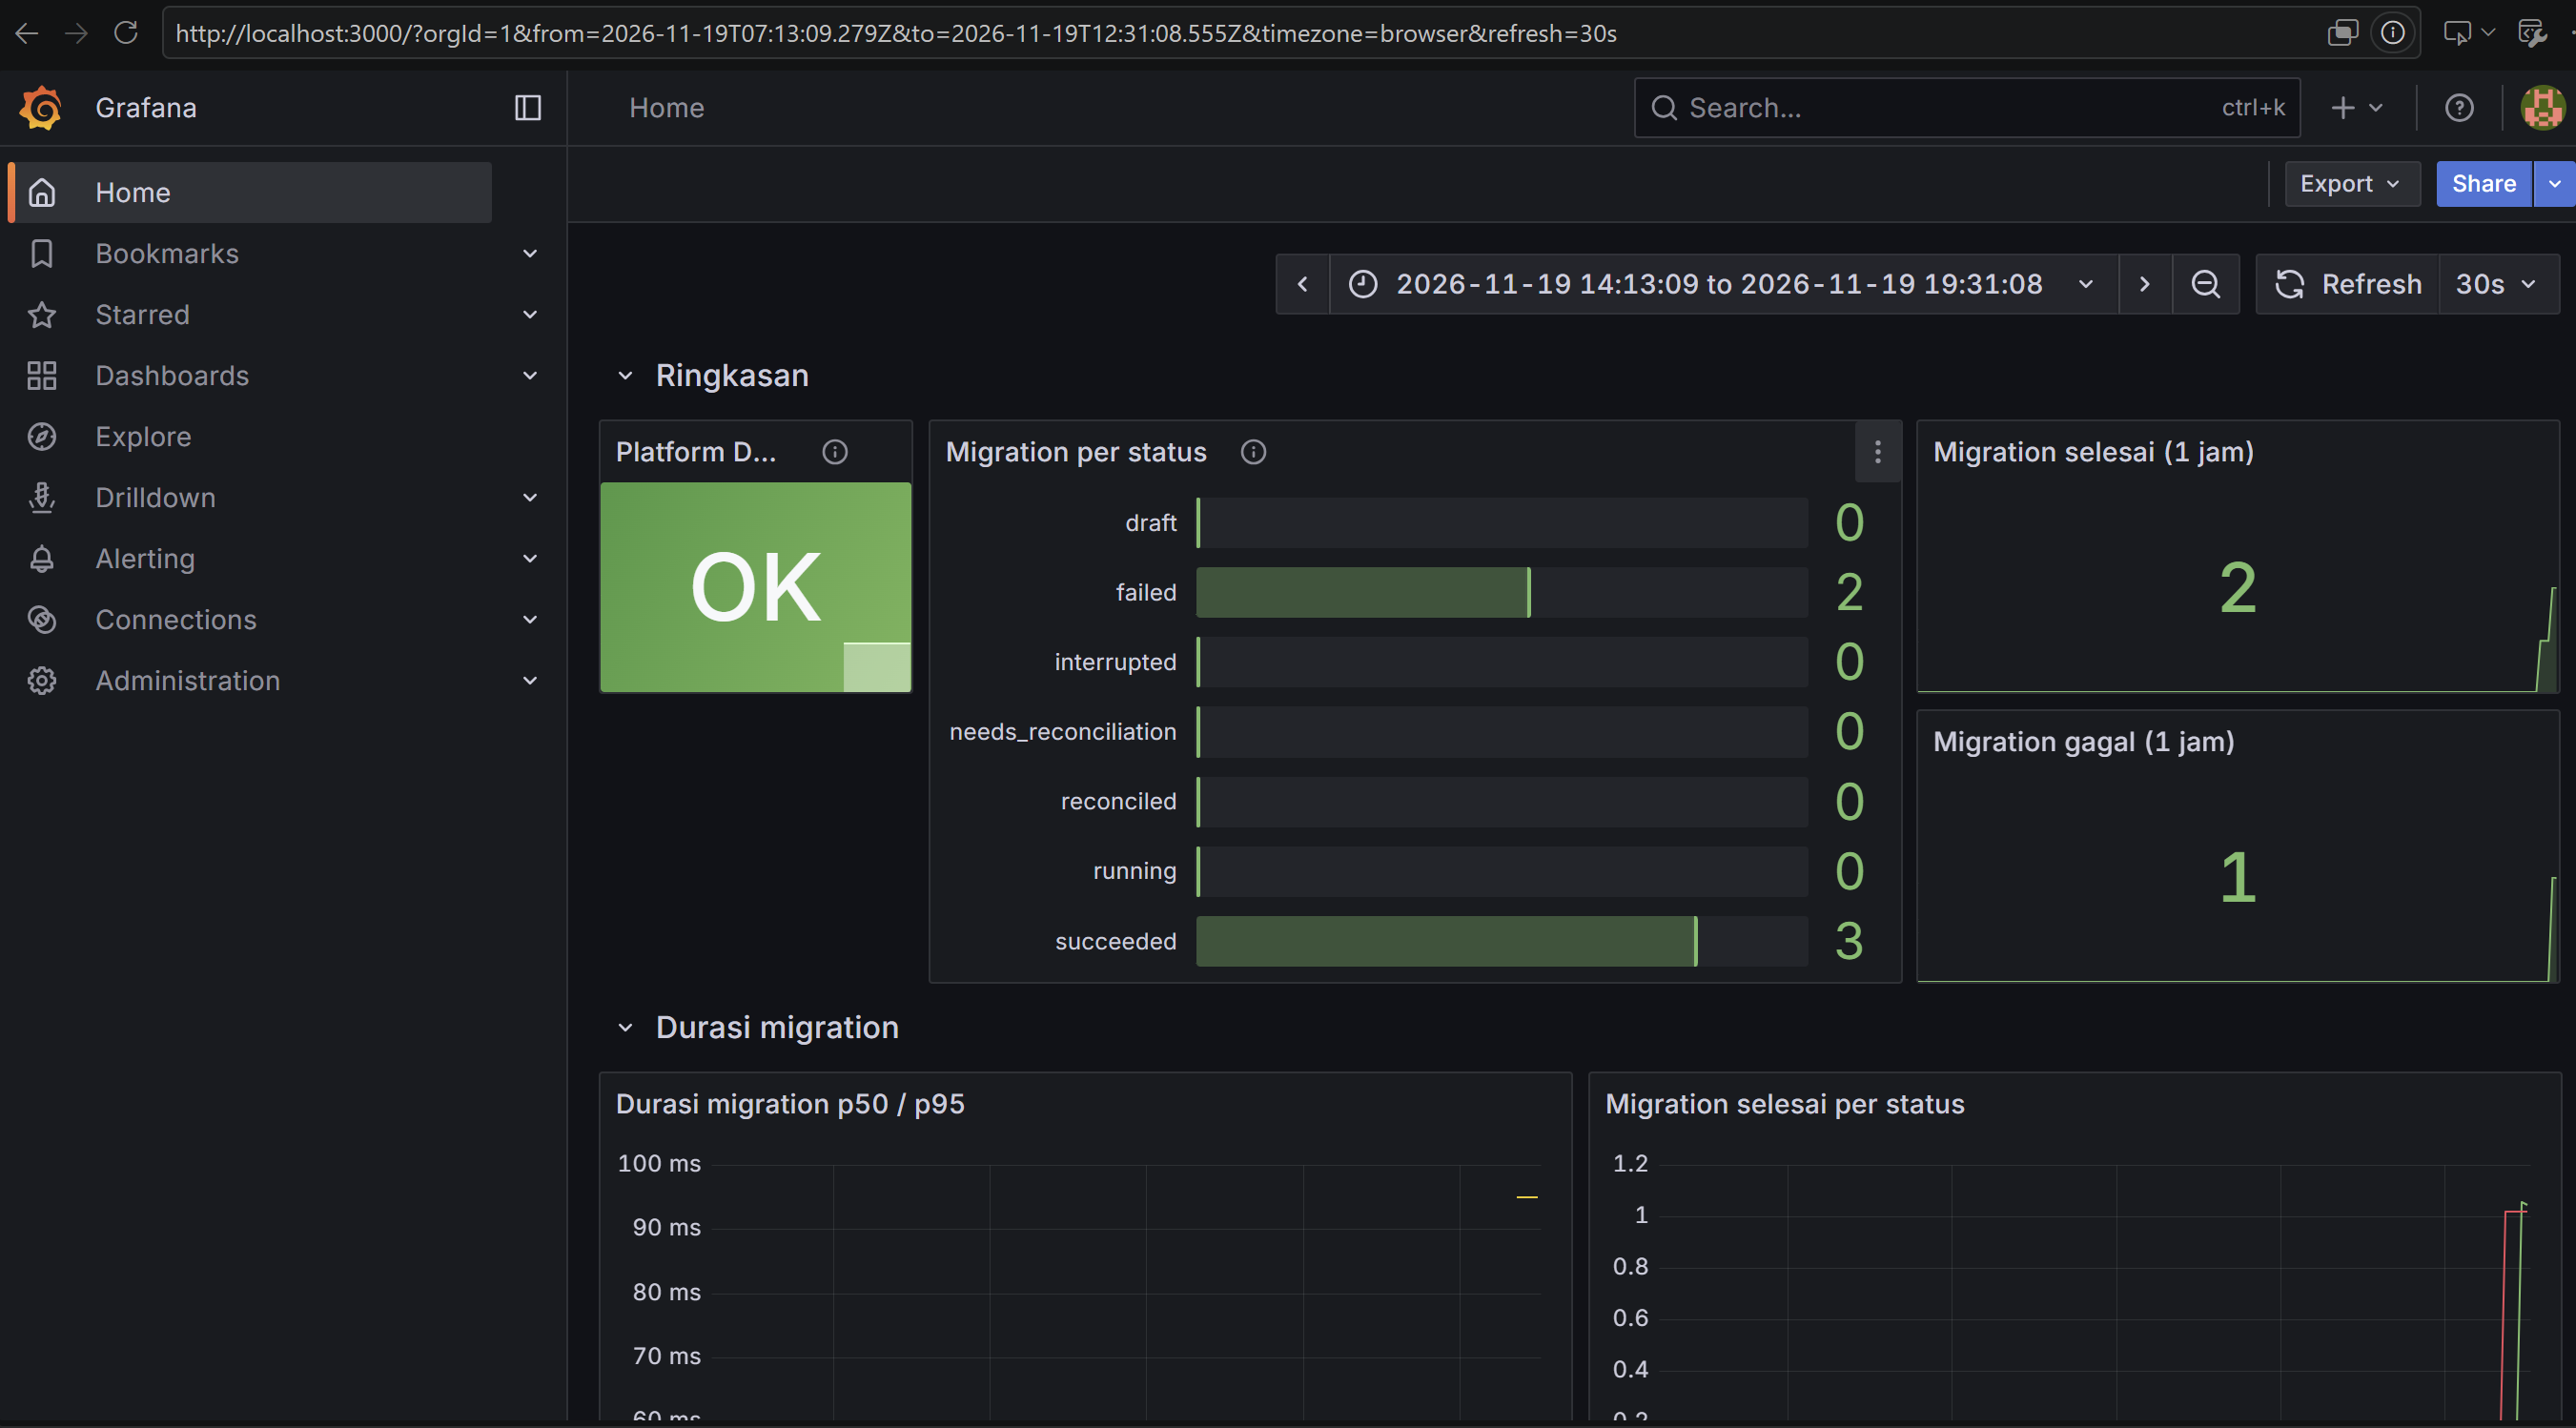 http://localhost:3000/?orgId=1&from=2026-11-19T07:13:09.279Z&to=2026-11-19T12:31:08.555Z&timezone=browser&refresh=30s
Grafana
Home
Search...
ctrl+k
Export
Share
Home
Bookmarks
Starred
Dashboards
Explore
Drilldown
Alerting
Connections
Administration
2026-11-19 14:13:09 to 2026-11-19 19:31:08
Refresh
30s
Ringkasan
Platform D...
OK
Migration per status
draft 0
failed 2
interrupted 0
needs_reconciliation 0
reconciled 0
running 0
succeeded 3
Migration selesai (1 jam)
2
Migration gagal (1 jam)
1
Durasi migration
Durasi migration p50 / p95
100 ms
90 ms
80 ms
70 ms
60 ms
Migration selesai per status
1.2
1
0.8
0.6
0.4
0.2